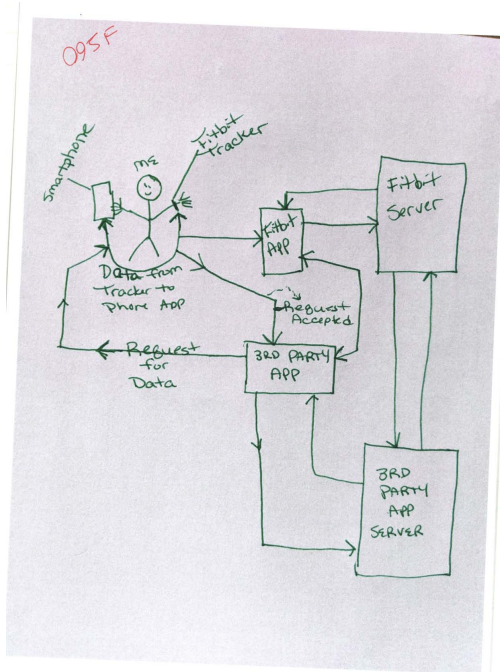 095F
Smartphone
ME
Fitbit
Tracker
Fitbit
Server
Fitbit
APP
Data from
Tracker to
Phone APP
Request
Accepted
Request
for
Data
3RD PARTY
APP
3RD
PARTY
APP
SERVER